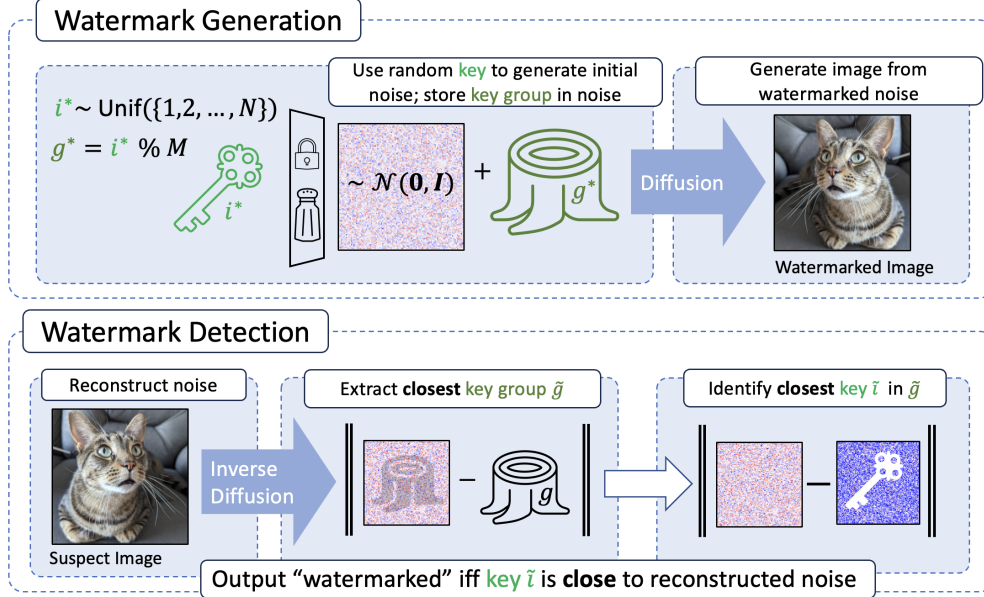 Watermark Generation
Use random key to generate initial
noise; store key group in noise
Generate image from
watermarked noise
i* ~ Unif({1,2, … , N})
g* = i* % M
i*
~ 𝒩(𝟎, 𝑰)
+
g*
Diffusion
Watermarked Image
Watermark Detection
Reconstruct noise
Extract closest key group g̃
Identify closest key ĩ in g̃
Inverse
Diffusion
‖ − g ‖
‖ − ‖
Suspect Image
Output “watermarked” iff key ĩ is close to reconstructed noise